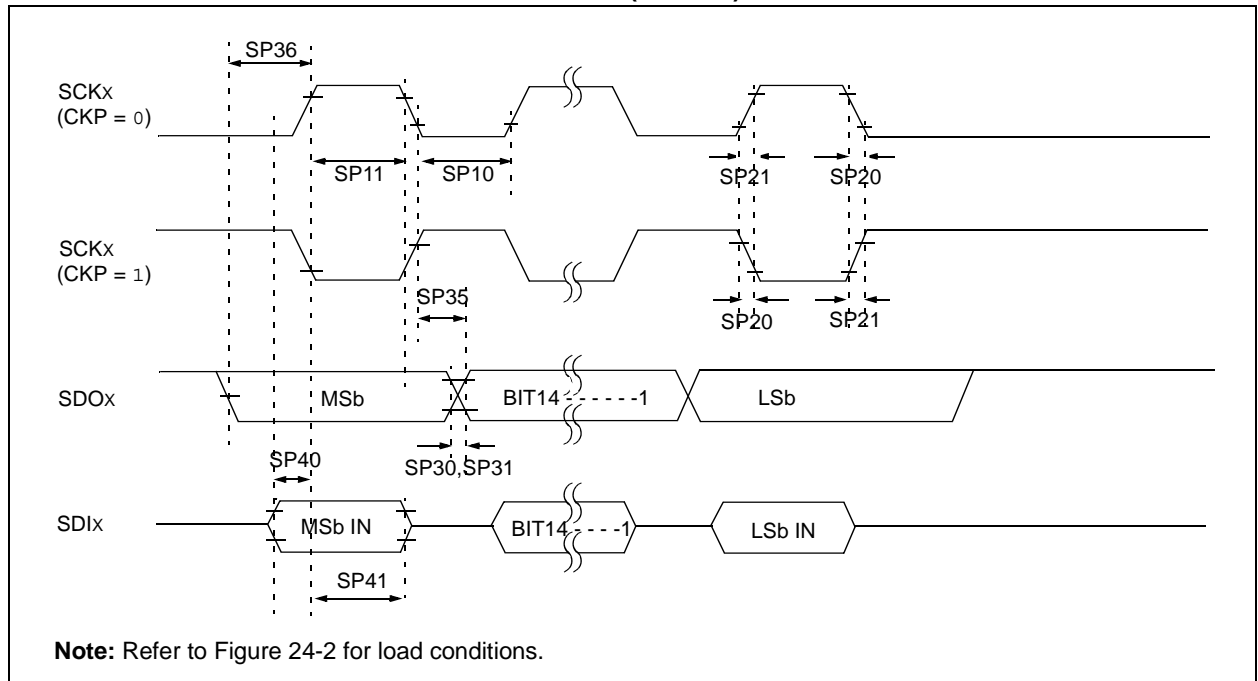 SP36
SCKx
(CKP = 0)
SP11
SP10
SP21
SP20
SCKx
(CKP = 1)
SP35
SP20
SP21
SDOx
MSb
BIT14 - - - - - -1
LSb
SP40
SP30,SP31
SDIx
MSb IN
BIT14 - - - -1
LSb IN
SP41
Note: Refer to Figure 24-2 for load conditions.